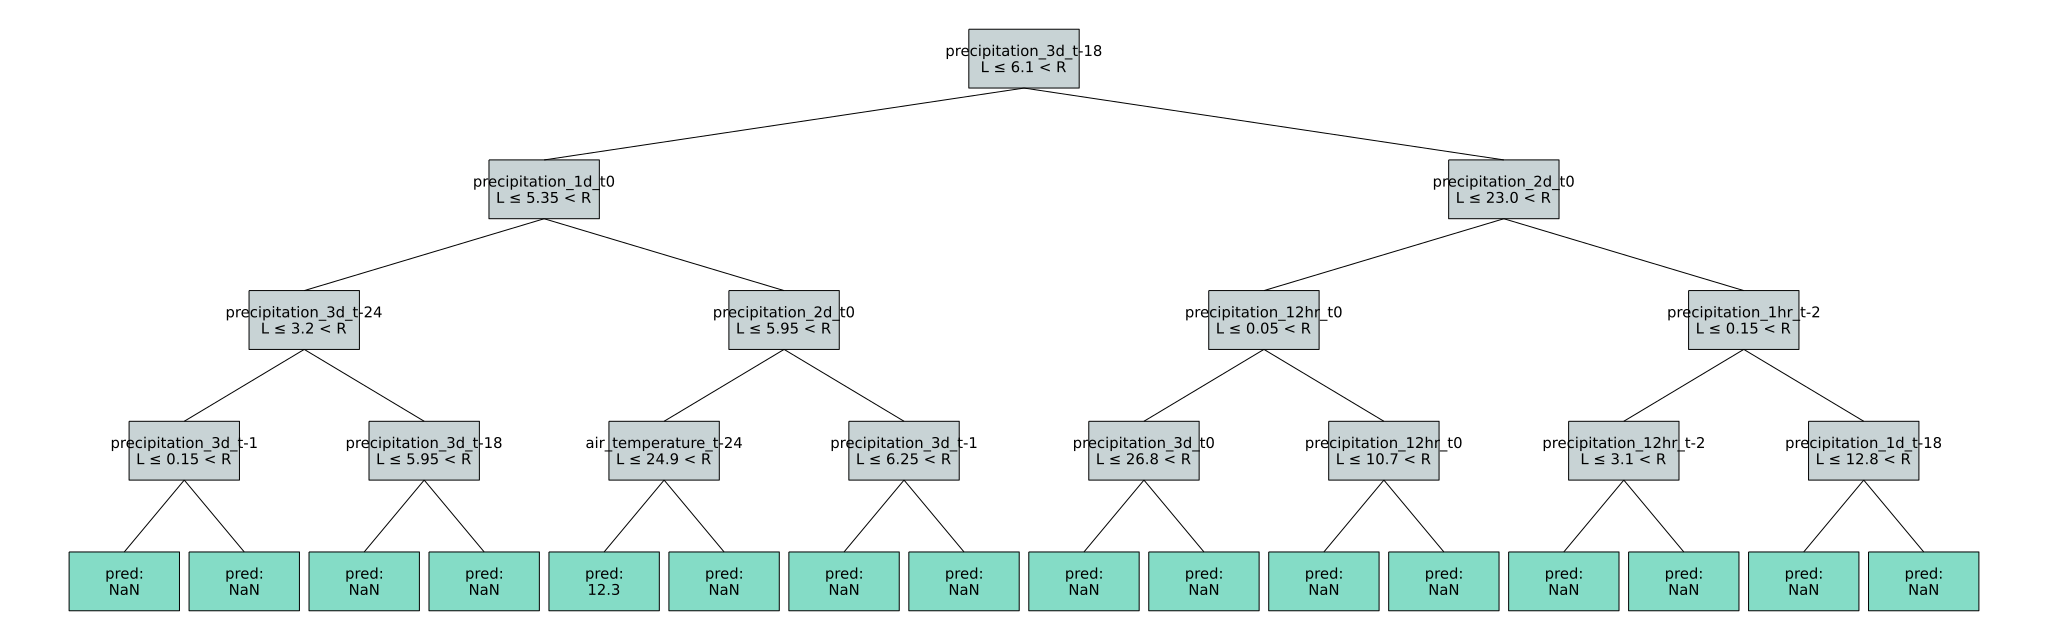 precipitation_3d_t-18
L ≤ 6.1 < R
precipitation_1d_t0
L ≤ 5.35 < R
precipitation_2d_t0
L ≤ 23.0 < R
precipitation_3d_t-24
L ≤ 3.2 < R
precipitation_2d_t0
L ≤ 5.95 < R
precipitation_12hr_t0
L ≤ 0.05 < R
precipitation_1hr_t-2
L ≤ 0.15 < R
precipitation_3d_t-1
L ≤ 0.15 < R
precipitation_3d_t-18
L ≤ 5.95 < R
air_temperature_t-24
L ≤ 24.9 < R
precipitation_3d_t-1
L ≤ 6.25 < R
precipitation_3d_t0
L ≤ 26.8 < R
precipitation_12hr_t0
L ≤ 10.7 < R
precipitation_12hr_t-2
L ≤ 3.1 < R
precipitation_1d_t-18
L ≤ 12.8 < R
pred:
NaN
pred:
NaN
pred:
NaN
pred:
NaN
pred:
12.3
pred:
NaN
pred:
NaN
pred:
NaN
pred:
NaN
pred:
NaN
pred:
NaN
pred:
NaN
pred:
NaN
pred:
NaN
pred:
NaN
pred:
NaN